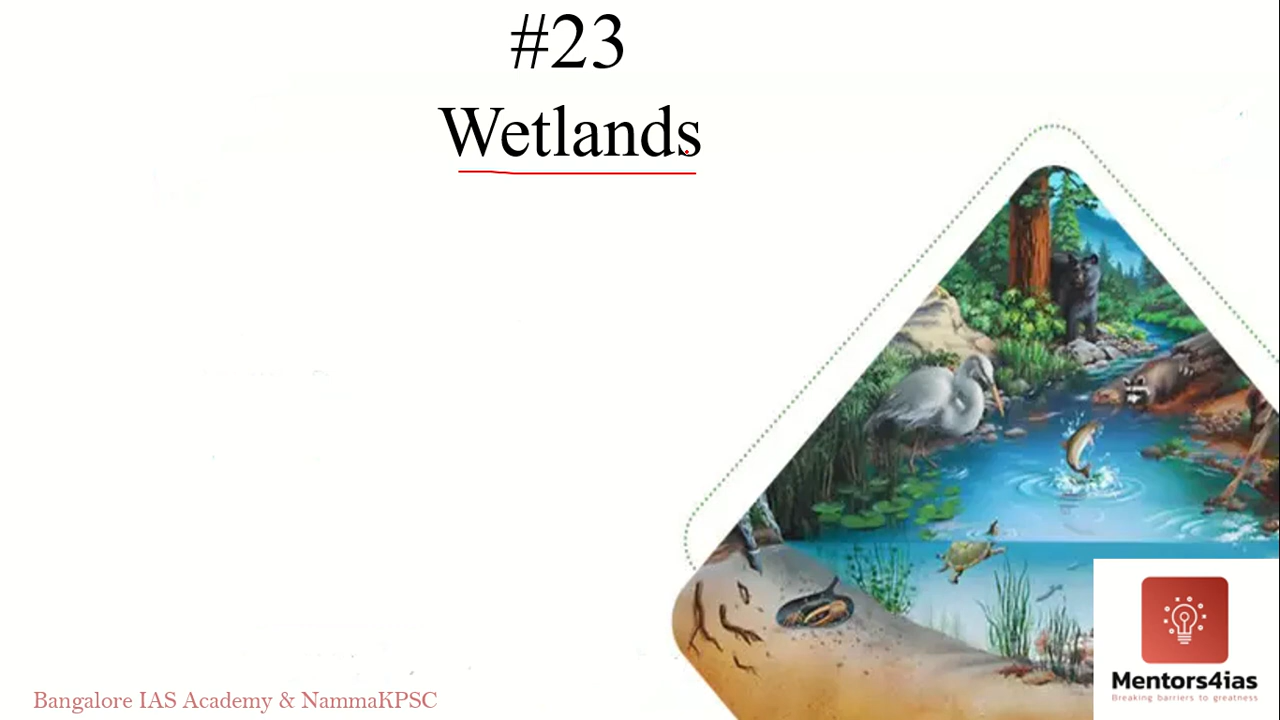 #23
Wetlands
Bangalore IAS Academy & NammaKPSC
Mentors4ias
Breaking barriers to greatness